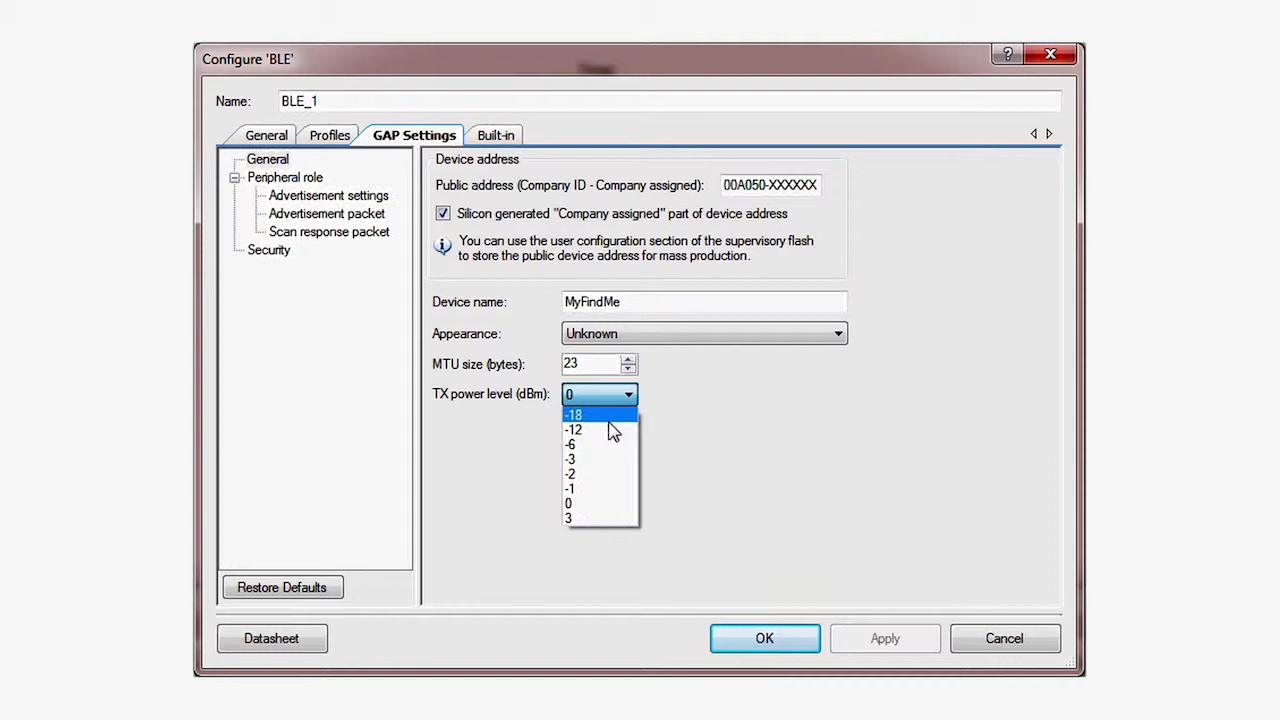 Configure 'BLE'
?
Name: BLE_1
General Profiles GAP Settings Built-in
General
Peripheral role
Advertisement settings
Advertisement packet
Scan response packet
Security
Restore Defaults
Device address
Public address (Company ID - Company assigned): 00A050-XXXXXX
Silicon generated "Company assigned" part of device address
You can use the user configuration section of the supervisory flash
to store the public device address for mass production.
Device name: MyFindMe
Appearance: Unknown
MTU size (bytes): 23
TX power level (dBm): 0
-18
-12
-6
-3
-2
-1
0
3
Datasheet OK Apply Cancel